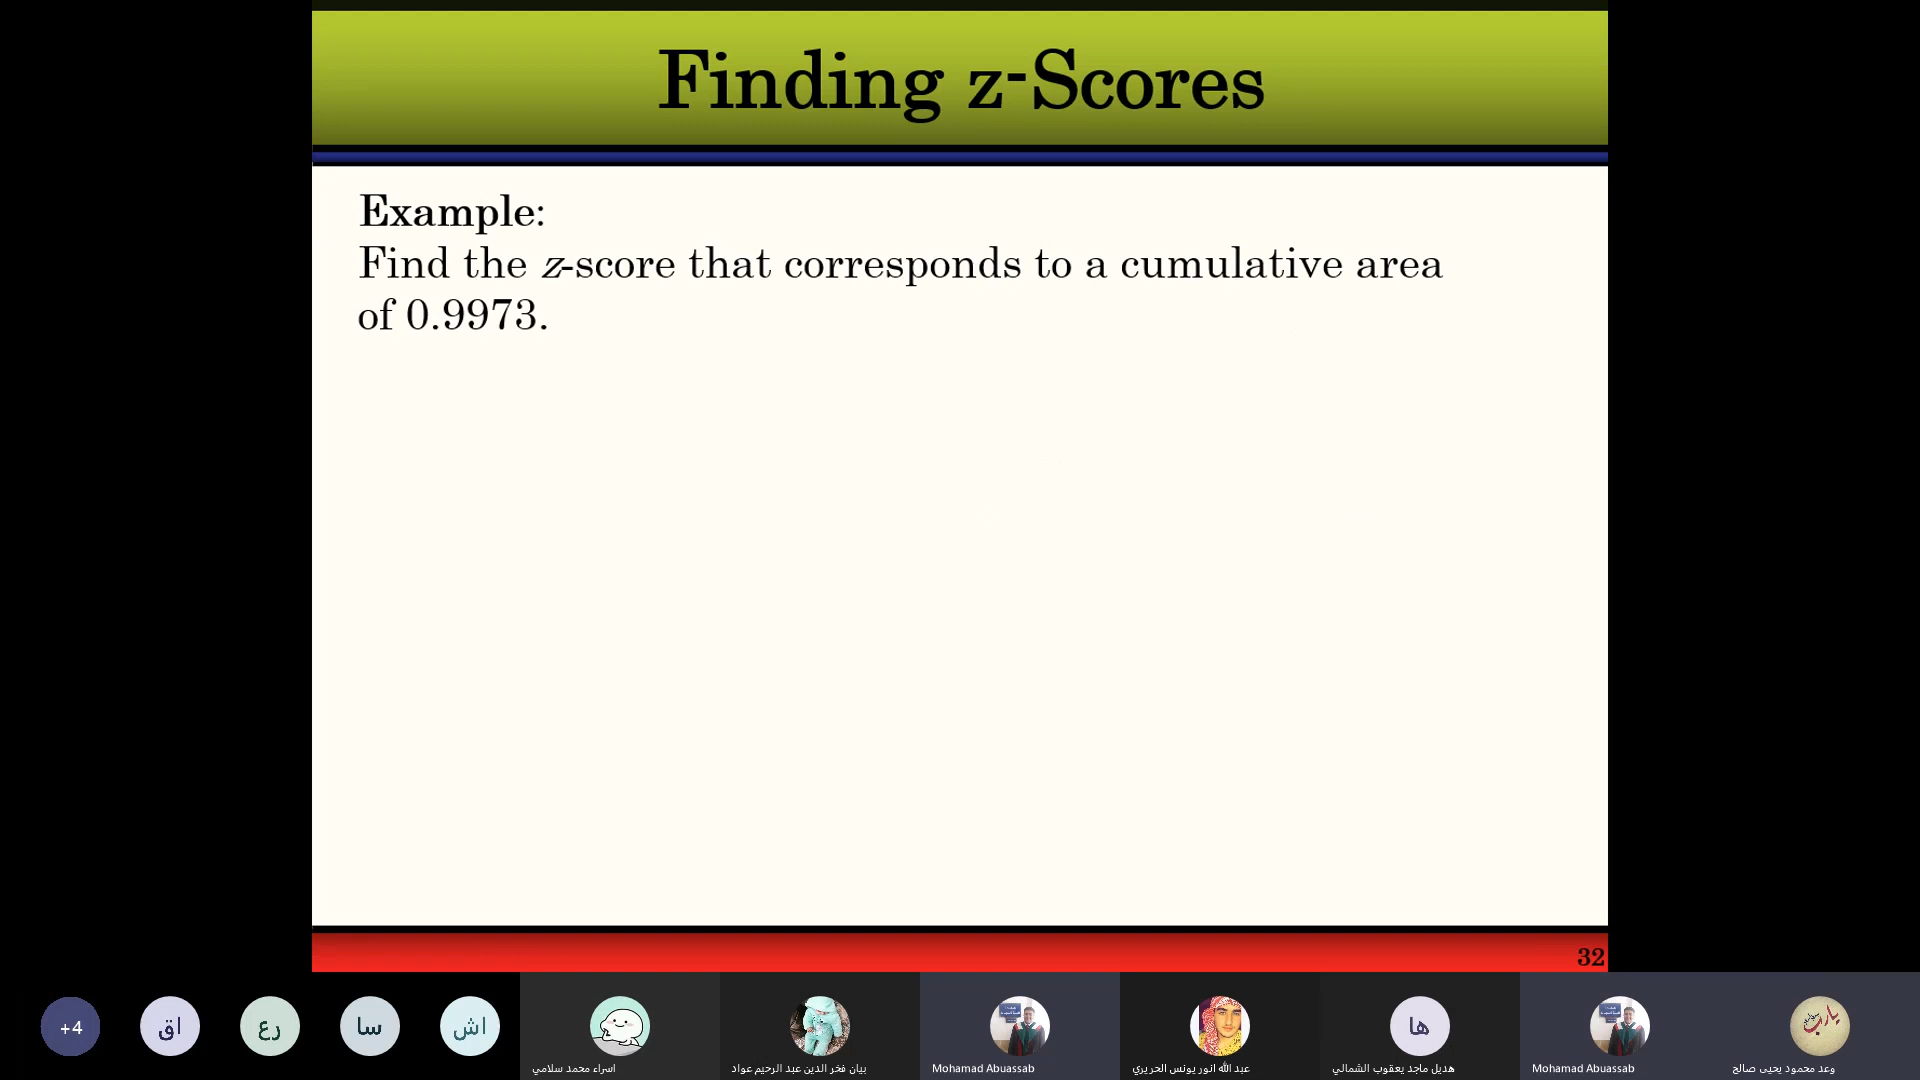 Finding z-Scores
Example:
Find the z-score that corresponds to a cumulative area
of 0.9973.
32
+4
اق
رع
سا
اش
اسراء محمد سلامي
بيان فخر الدين عبد الرحيم عواد
Mohamad Abuassab
عبد الله انور يونس الحريري
ها
هديل ماجد يعقوب الشمالي
Mohamad Abuassab
يارب
وعد محمود يحيى صالح